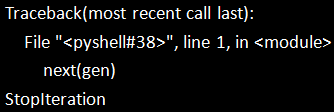 Traceback(most recent call last):
File "<pyshell#38>", line 1, in <module>
next(gen)
StopIteration